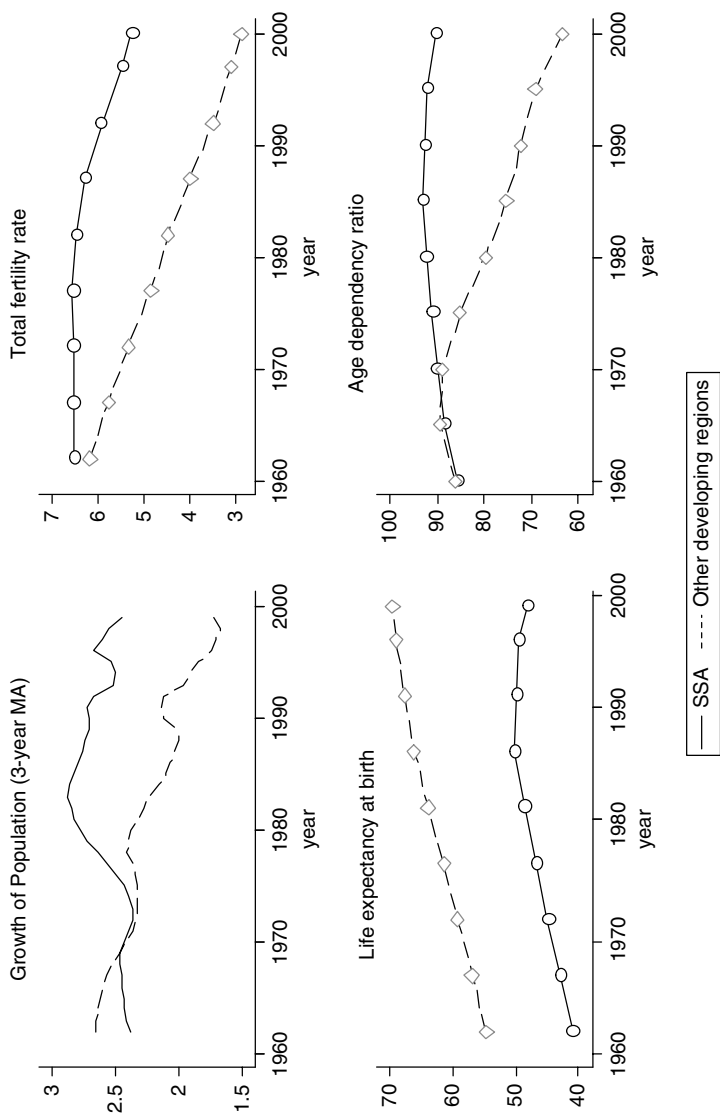 Growth of Population (3-year MA)
3
2.5
2
1.5
1960 1970 1980 1990 2000
year
Total fertility rate
7
6
5
4
3
1960 1970 1980 1990 2000
year
Life expectancy at birth
70
60
50
40
1960 1970 1980 1990 2000
year
Age dependency ratio
100
90
80
70
60
1960 1970 1980 1990 2000
year
SSA Other developing regions